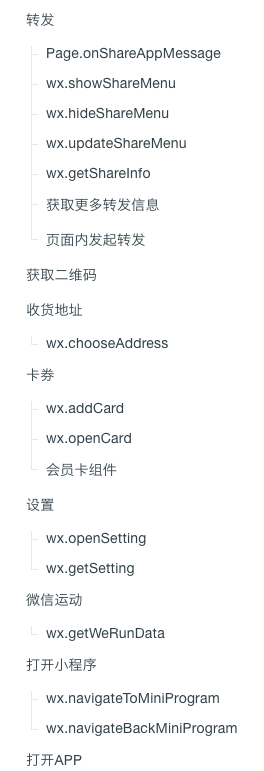 转发
Page.onShareAppMessage
wx.showShareMenu
wx.hideShareMenu
wx.updateShareMenu
wx.getShareInfo
获取更多转发信息
页面内发起转发
获取二维码
收货地址
wx.chooseAddress
卡券
wx.addCard
wx.openCard
会员卡组件
设置
wx.openSetting
wx.getSetting
微信运动
wx.getWeRunData
打开小程序
wx.navigateToMiniProgram
wx.navigateBackMiniProgram
打开APP